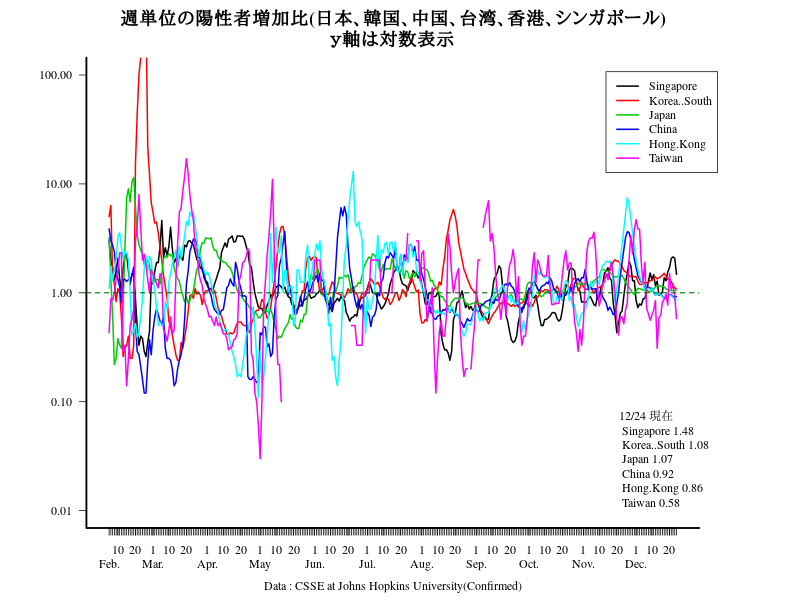 週単位の陽性者増加比(日本、韓国、中国、台湾、香港、シンガポール)
y軸は対数表示
100.00
10.00
1.00
0.10
0.01
Singapore
Korea..South
Japan
China
Hong.Kong
Taiwan
12/24 現在
Singapore 1.48
Korea..South 1.08
Japan 1.07
China 0.92
Hong.Kong 0.86
Taiwan 0.58
10 20 1 10 20 1 10 20 1 10 20 1 10 20 1 10 20 1 10 20 1 10 20 1 10 20 1 10 20 1 10 20
Feb. Mar. Apr. May Jun. Jul. Aug. Sep. Oct. Nov. Dec.
Data : CSSE at Johns Hopkins University(Confirmed)